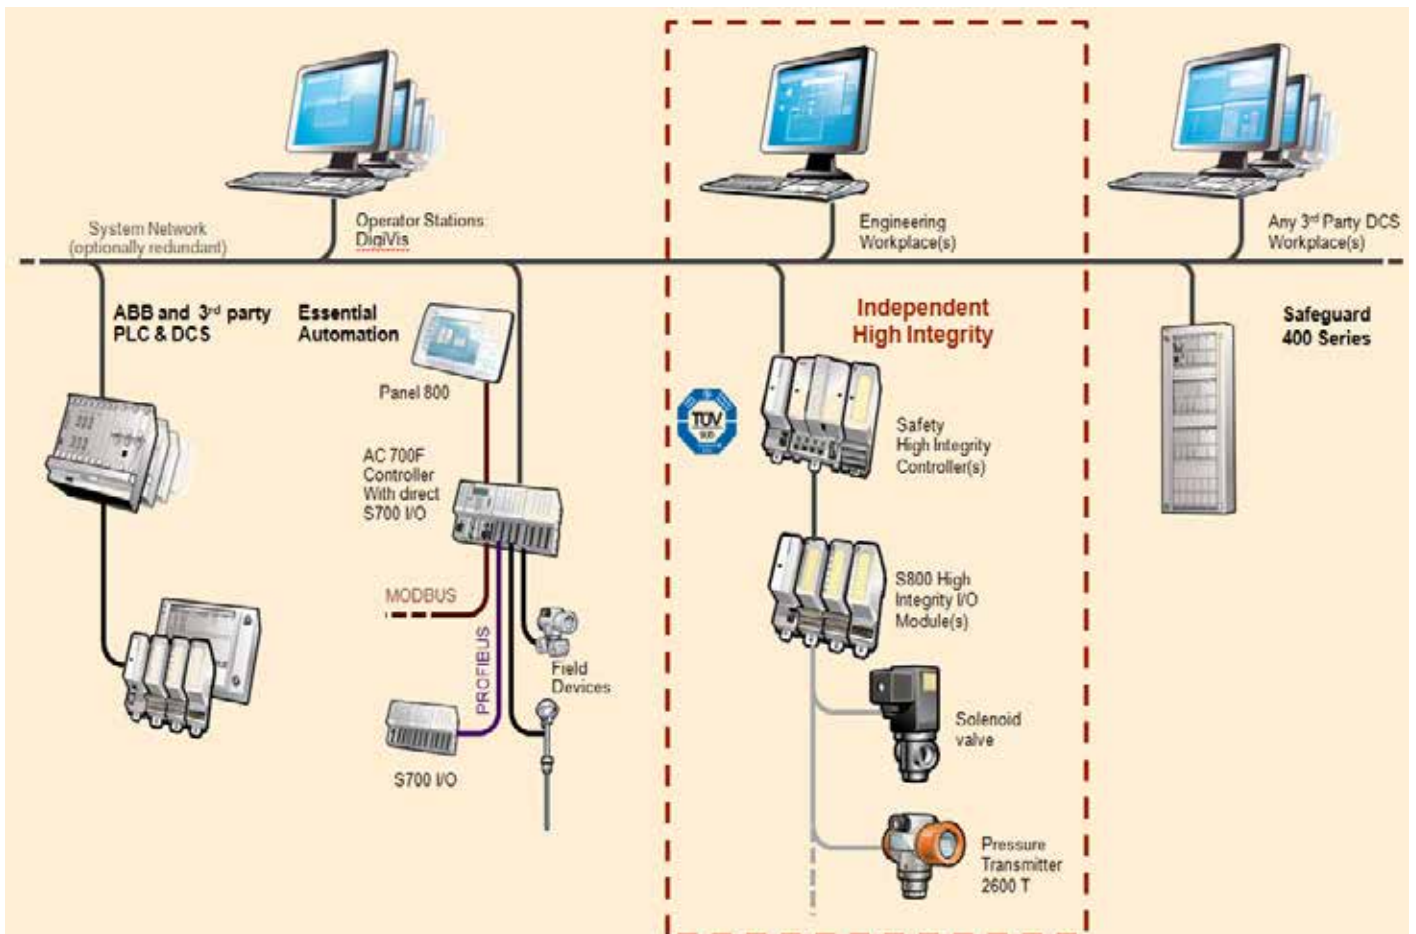 System Network
(optionally redundant)
Operator Stations:
DigiVis
Engineering
Workplace(s)
Any 3rd Party DCS
Workplace(s)
ABB and 3rd party
PLC & DCS
Essential
Automation
Independent
High Integrity
Safeguard
400 Series
Panel 800
TÜV
SÜD
Safety
High Integrity
Controller(s)
AC 700F
Controller
With direct
S700 I/O
S800 High
Integrity I/O
Module(s)
MODBUS
PROFIBUS
Field
Devices
S700 I/O
Solenoid
valve
Pressure
Transmitter
2600 T